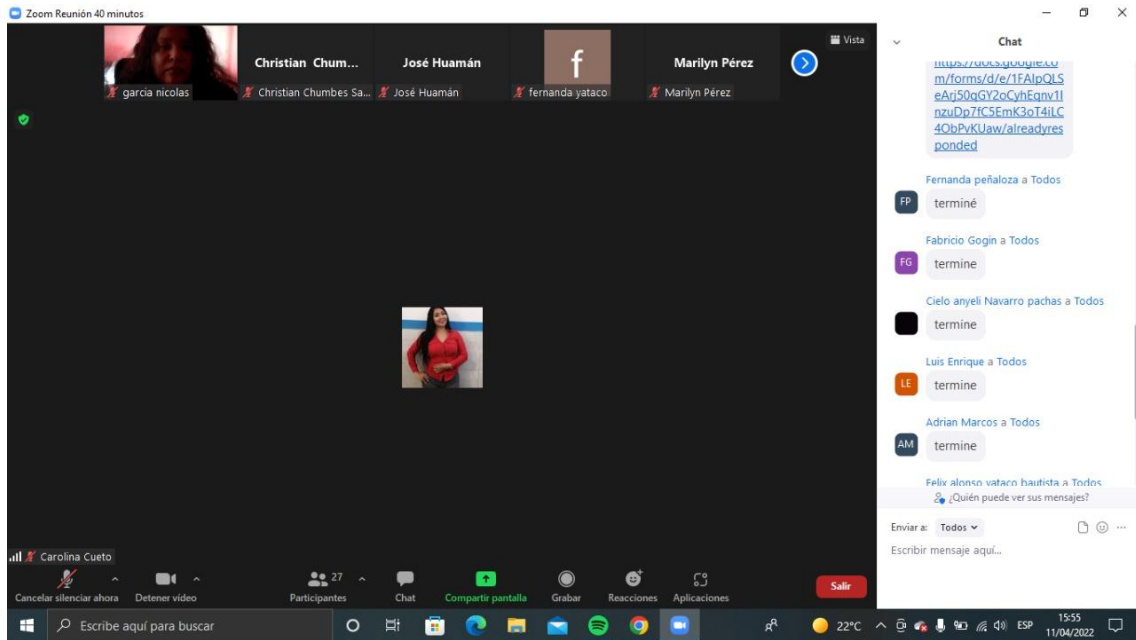 Zoom Reunión 40 minutos
Vista
Christian Chum...
José Huamán
f
Marilyn Pérez
garcia nicolas
Christian Chumbes Sa...
José Huamán
fernanda yataco
Marilyn Pérez
Carolina Cueto
Cancelar silenciar ahora
Detener vídeo
27
Participantes
Chat
Compartir pantalla
Grabar
Reacciones
Aplicaciones
Salir
Chat
https://docs.google.co
m/forms/d/e/1FAIpQLS
eArj50qGY2oCyhEqnv1I
nzuDp7fC5EmK3oT4iLC
4ObPvKUaw/alreadyres
ponded
Fernanda peñaloza a Todos
FP
terminé
Fabricio Gogin a Todos
FG
termine
Cielo anyeli Navarro pachas a Todos
termine
Luis Enrique a Todos
LE
termine
Adrian Marcos a Todos
AM
termine
Felix alonso yataco bautista a Todos
¿Quién puede ver sus mensajes?
Enviar a: Todos
Escribir mensaje aquí...
Escribe aquí para buscar
22°C
ESP
15:55
11/04/2022